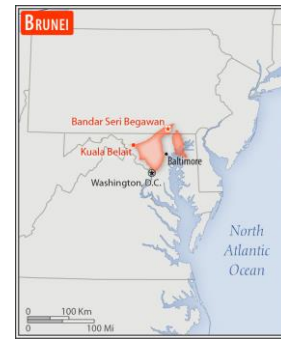 BRUNEI
Bandar Seri Begawan
Kuala Belait
Baltimore
Washington, D.C.
North
Atlantic
Ocean
0 100 Km
0 100 Mi